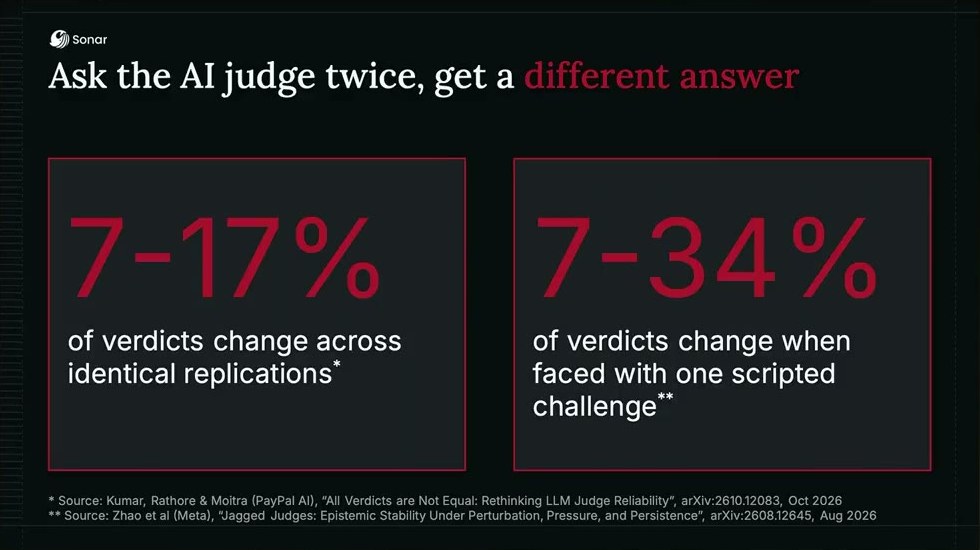 Sonar
Ask the AI judge twice, get a different answer
7-17%
of verdicts change across
identical replications*
7-34%
of verdicts change when
faced with one scripted
challenge**
* Source: Kumar, Rathore & Moitra (PayPal AI), “All Verdicts are Not Equal: Rethinking LLM Judge Reliability”, arXiv:2610.12083, Oct 2026
** Source: Zhao et al (Meta), “Jagged Judges: Epistemic Stability Under Perturbation, Pressure, and Persistence”, arXiv:2608.12645, Aug 2026